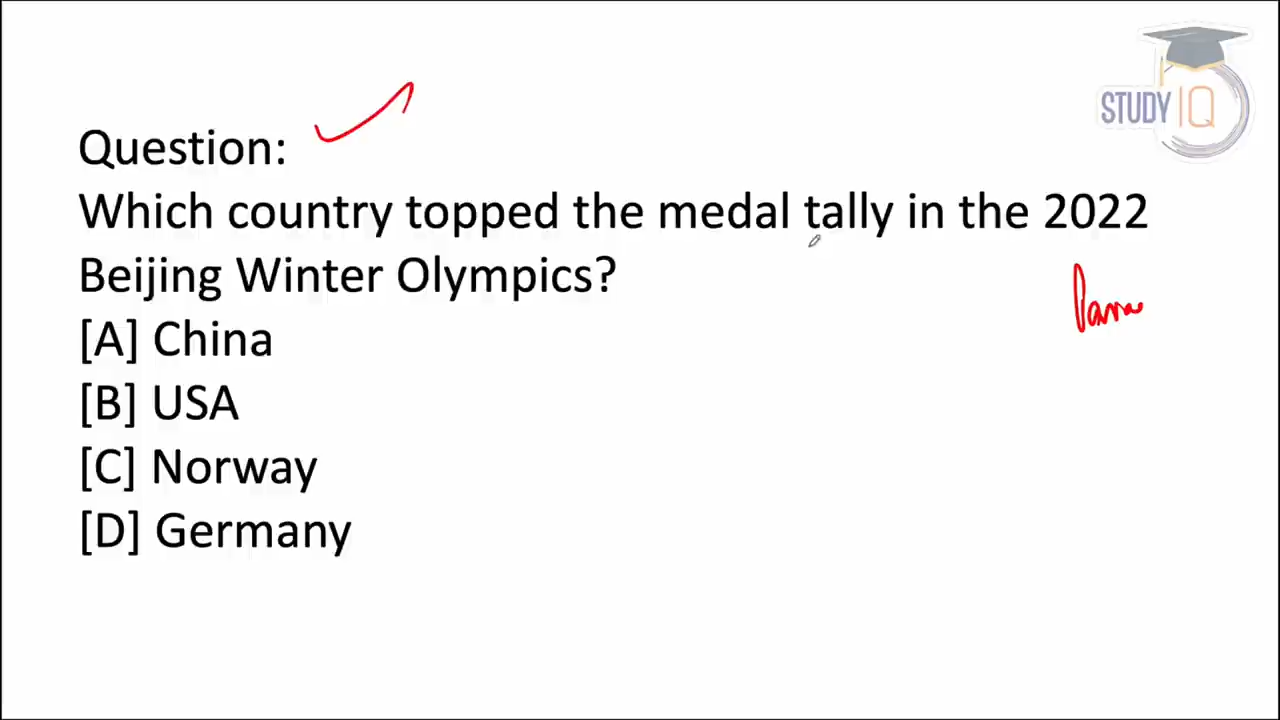 STUDY IQ
Question:
Which country topped the medal tally in the 2022
Beijing Winter Olympics?
[A] China
[B] USA
[C] Norway
[D] Germany